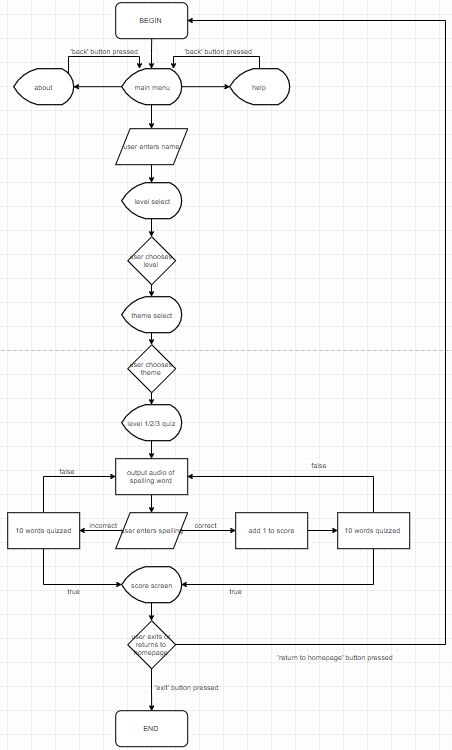 BEGIN
'back' button pressed
'back' button pressed
about
main menu
help
user enters name
level select
user chooses
level
theme select
user chooses
theme
level 1/2/3 quiz
output audio of
spelling word
false
false
10 words quizzed
incorrect
user enters spelling
correct
add 1 to score
10 words quizzed
true
score screen
true
user exits or
returns to
homepage
'return to homepage' button pressed
'exit' button pressed
END